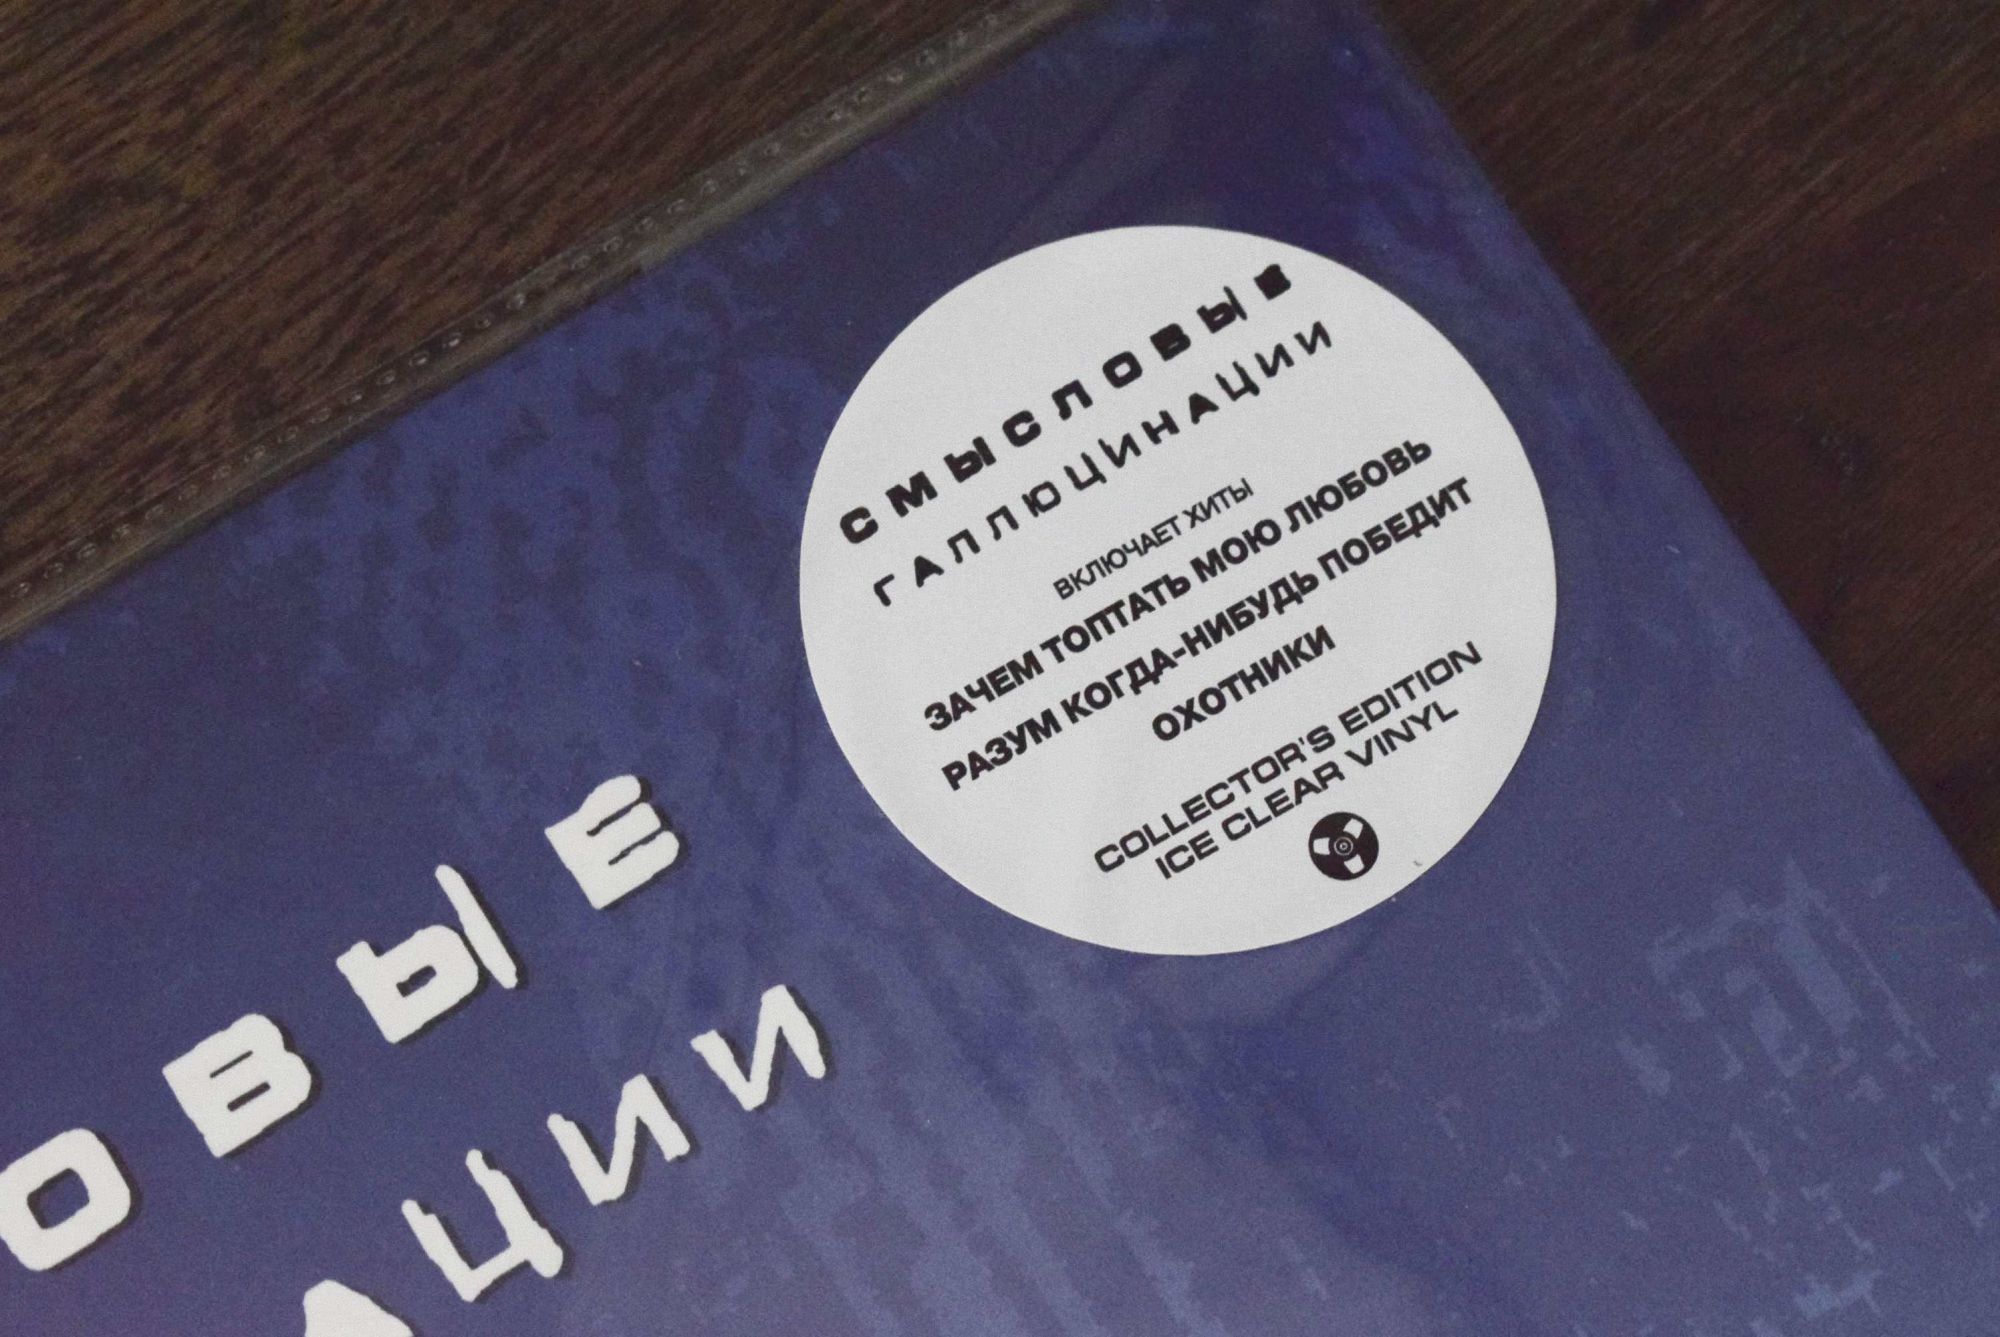 СМЫСЛОВЫЕ
ГАЛЛЮЦИНАЦИИ
ВКЛЮЧАЕТ ХИТЫ
ЗАЧЕМ ТОПТАТЬ МОЮ ЛЮБОВЬ
РАЗУМ КОГДА-НИБУДЬ ПОБЕДИТ
ОХОТНИКИ
COLLECTOR'S EDITION
ICE CLEAR VINYL
ОВЫЕ
АЦИИ